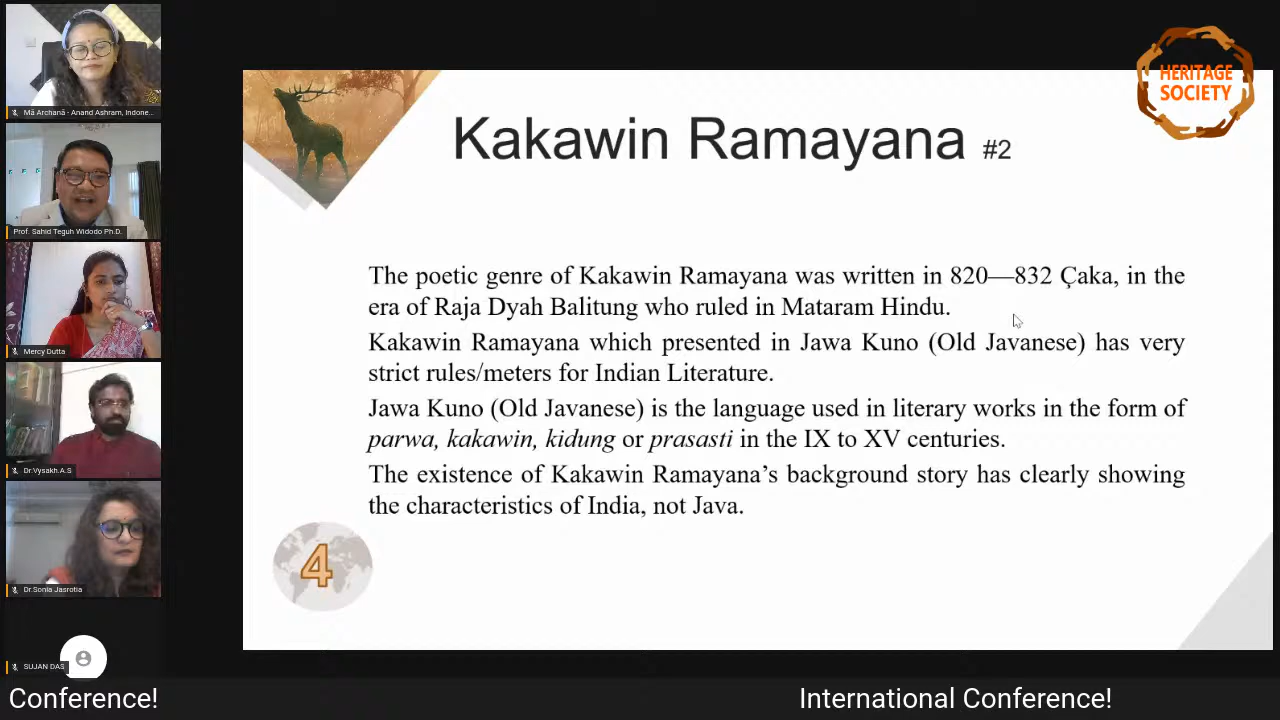 HERITAGE
SOCIETY
Mā Archanā - Anand Ashram, Indone...
Prof. Sahid Teguh Widodo Ph.D.
Mercy Dutta
Dr.Vysakh.A.S
Dr.Sonia Jasrotia
SUJAN DAS
Kakawin Ramayana #2
The poetic genre of Kakawin Ramayana was written in 820—832 Çaka, in the
era of Raja Dyah Balitung who ruled in Mataram Hindu.
Kakawin Ramayana which presented in Jawa Kuno (Old Javanese) has very
strict rules/meters for Indian Literature.
Jawa Kuno (Old Javanese) is the language used in literary works in the form of
parwa, kakawin, kidung or prasasti in the IX to XV centuries.
The existence of Kakawin Ramayana’s background story has clearly showing
the characteristics of India, not Java.
4
Conference! International Conference!